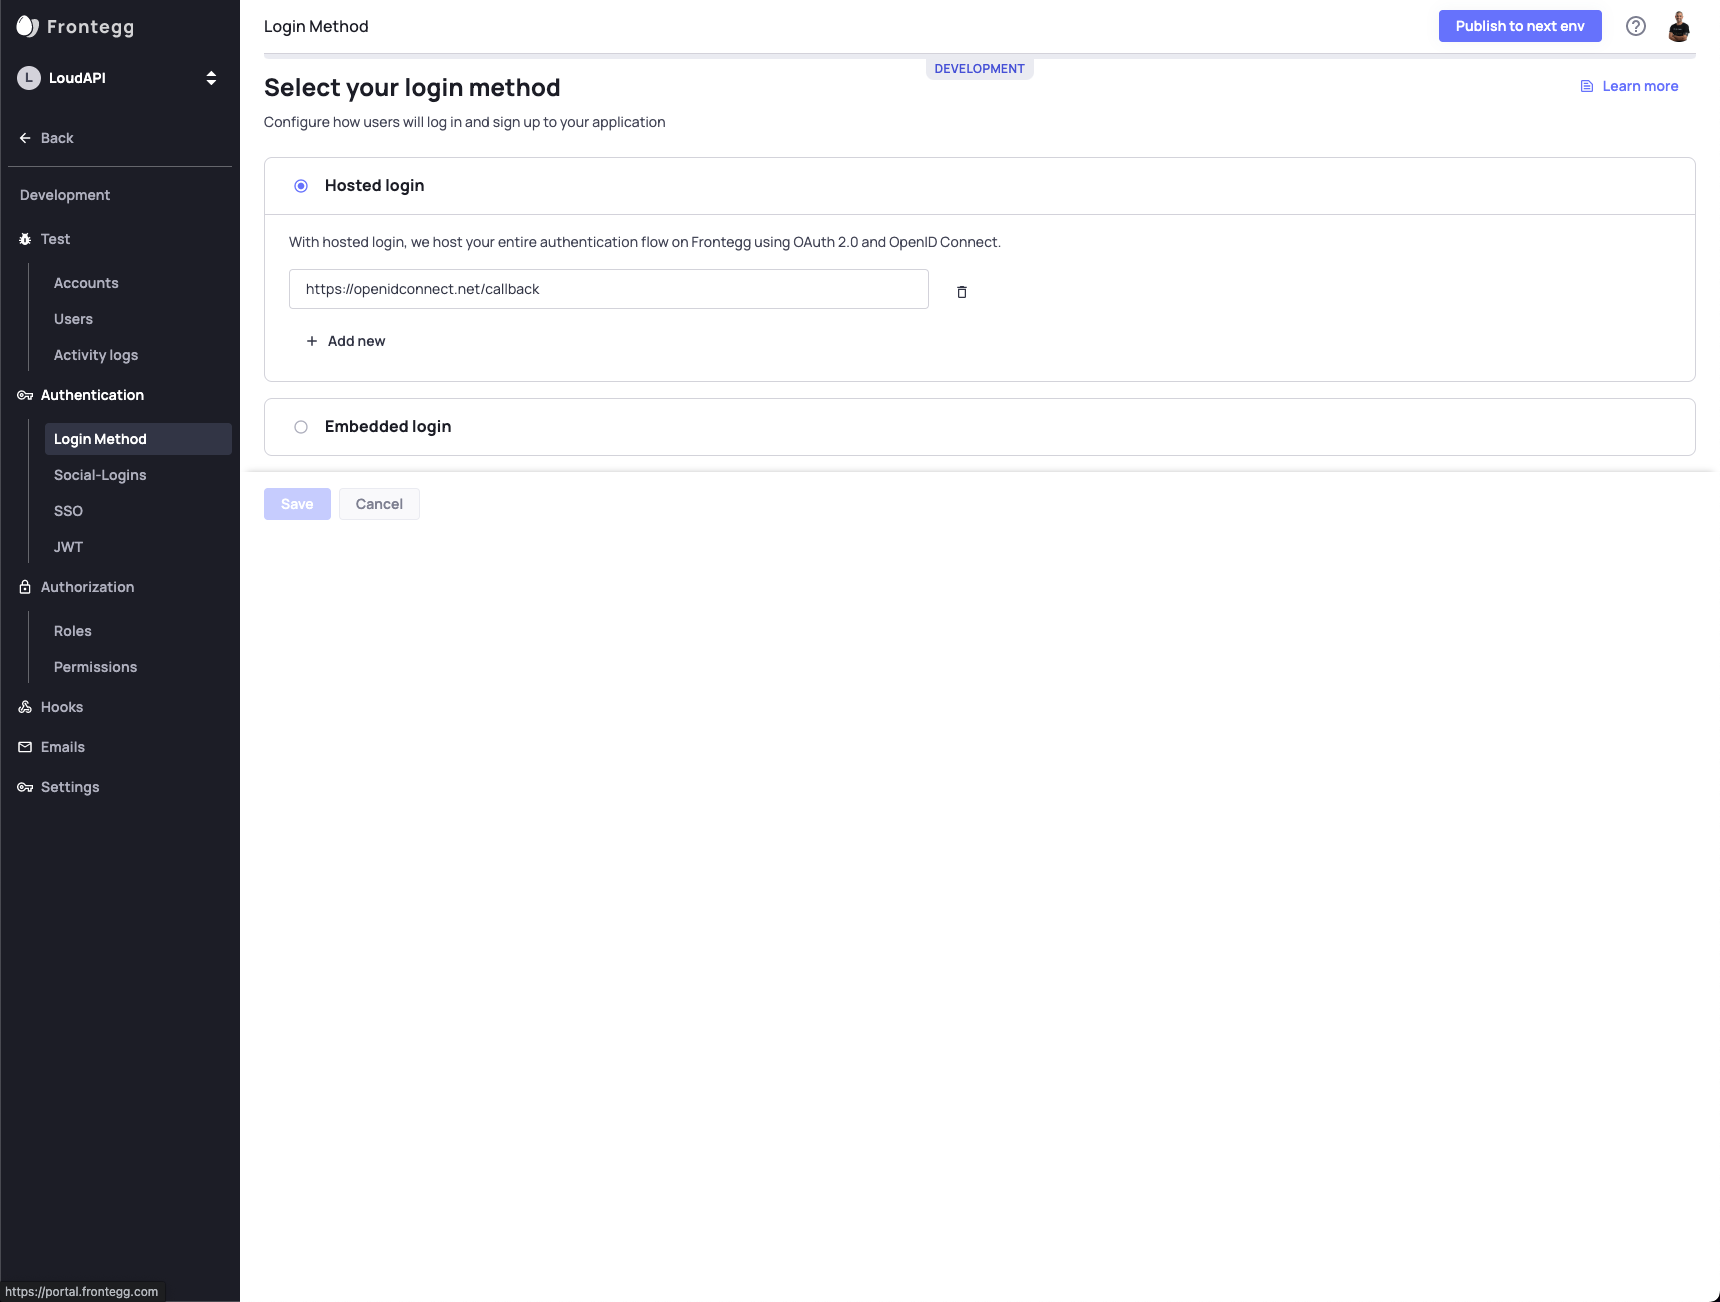 Frontegg
L LoudAPI
Back
Development
Test
Accounts
Users
Activity logs
Authentication
Login Method
Social-Logins
SSO
JWT
Authorization
Roles
Permissions
Hooks
Emails
Settings
https://portal.frontegg.com
Login Method
Publish to next env
DEVELOPMENT
Select your login method
Learn more
Configure how users will log in and sign up to your application
Hosted login
With hosted login, we host your entire authentication flow on Frontegg using OAuth 2.0 and OpenID Connect.
https://openidconnect.net/callback
+ Add new
Embedded login
Save Cancel